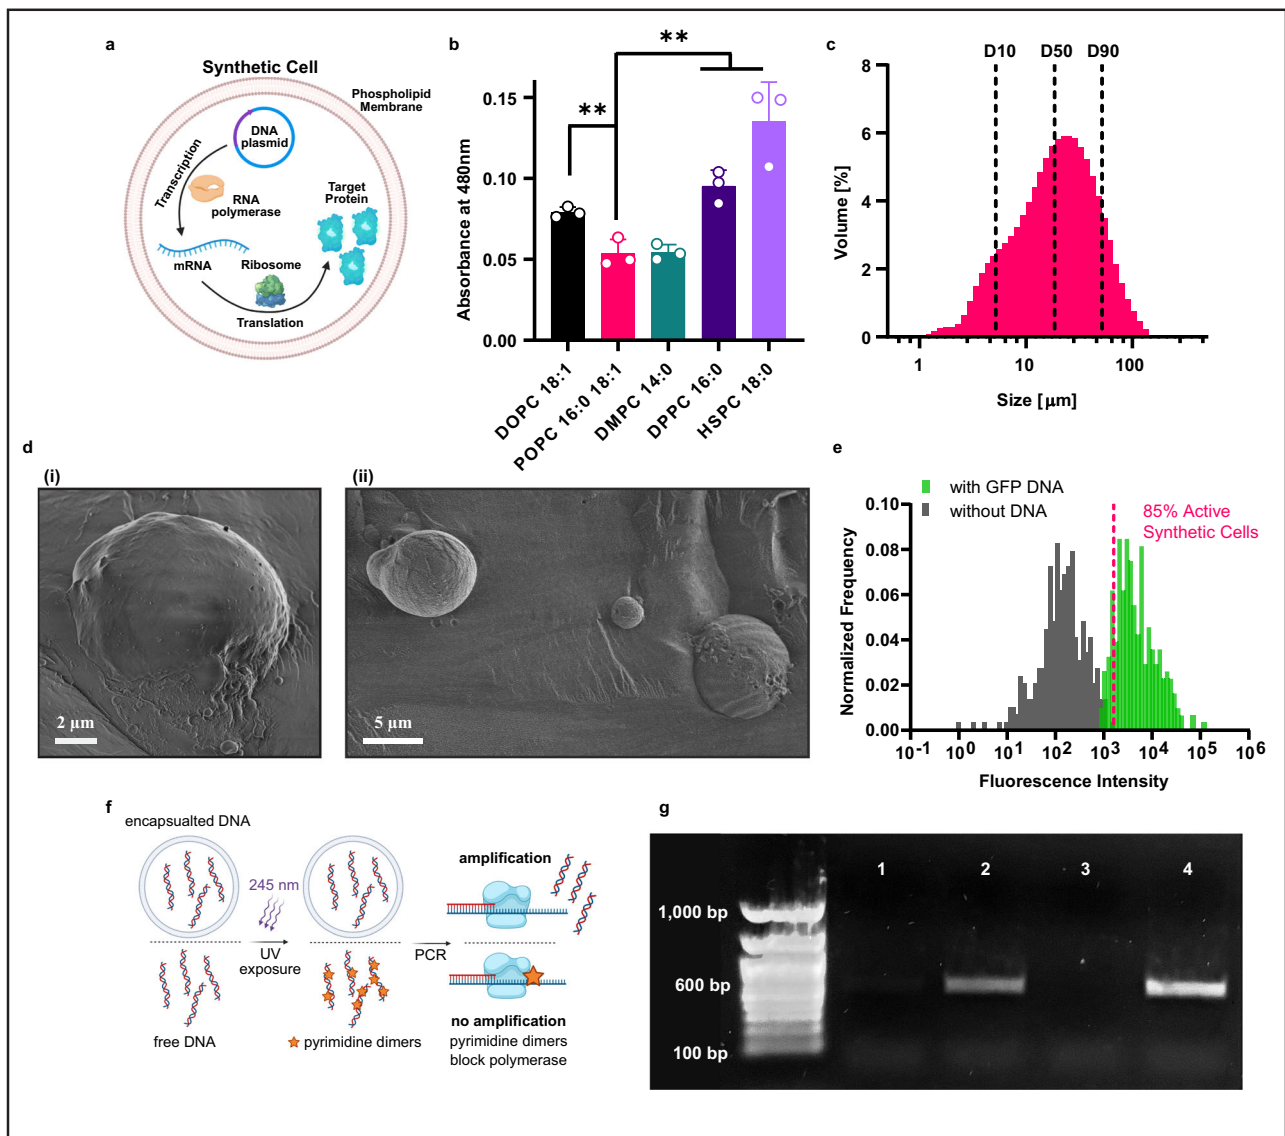 a
Synthetic Cell
Phospholipid
Membrane
DNA
plasmid
Transcription
RNA
polymerase
Target
Protein
mRNA
Ribosome
Translation
b
**
**
Absorbance at 480nm
0.15
0.10
0.05
0.00
DOPC 18:1
POPC 16:0 18:1
DMPC 14:0
DPPC 16:0
HSPC 18:0
c
D10 D50 D90
Volume [%]
8
6
4
2
0
1 10 100
Size [µm]
d
(i)
2 µm
(ii)
5 µm
e
with GFP DNA
without DNA
85% Active
Synthetic Cells
Normalized Frequency
0.10
0.08
0.06
0.04
0.02
0.00
10-1 100 101 102 103 104 105 106
Fluorescence Intensity
f
encapsualted DNA
245 nm
UV
exposure
free DNA
pyrimidine dimers
PCR
amplification
no amplification
pyrimidine dimers
block polymerase
g
1 2 3 4
1,000 bp
600 bp
100 bp